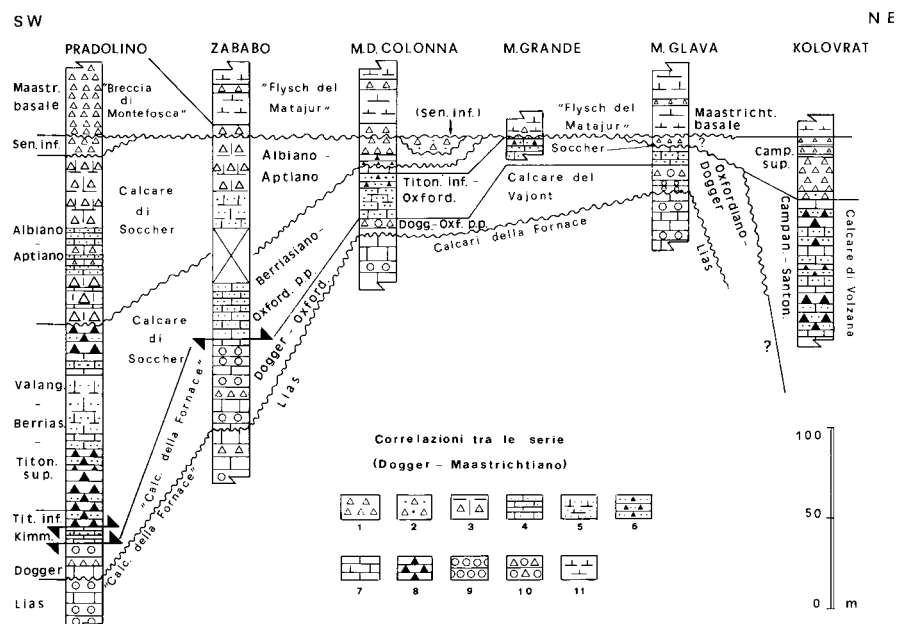 SW
NE
PRADOLINO
ZABABO
M.D. COLONNA
M.GRANDE
M.GLAVA
KOLOVRAT
Maastr. basale
"Breccia di Montefosca"
"Flysch del Matajur"
(Sen. inf.)
"Flysch del Matajur"
Maastricht. basale
Sen. inf.
?
Soccher
Camp. sup.
Albiano - Aptiano
Calcare di Soccher
Titon. inf. - Oxford.
Calcare del Vajont
Oxfordiano - Dogger
Dogg.-Oxf. p.p.
Calcari della Fornace
Lias
Campan. - Santon.
Calcare di Volzana
Albiano - Aptiano
Berriasiano - Oxford. p.p.
Dogger - Oxford.
Lias
Calcare di Soccher
?
Valang. - Berrias. - Titon. sup.
"Calc. della Fornace"
"Calc. della Fornace"
Tit. inf.
Kimm.
Dogger
Lias
Correlazioni tra le serie
(Dogger - Maastrichtiano)
1 2 3 4 5 6
7 8 9 10 11
100
50
0 m